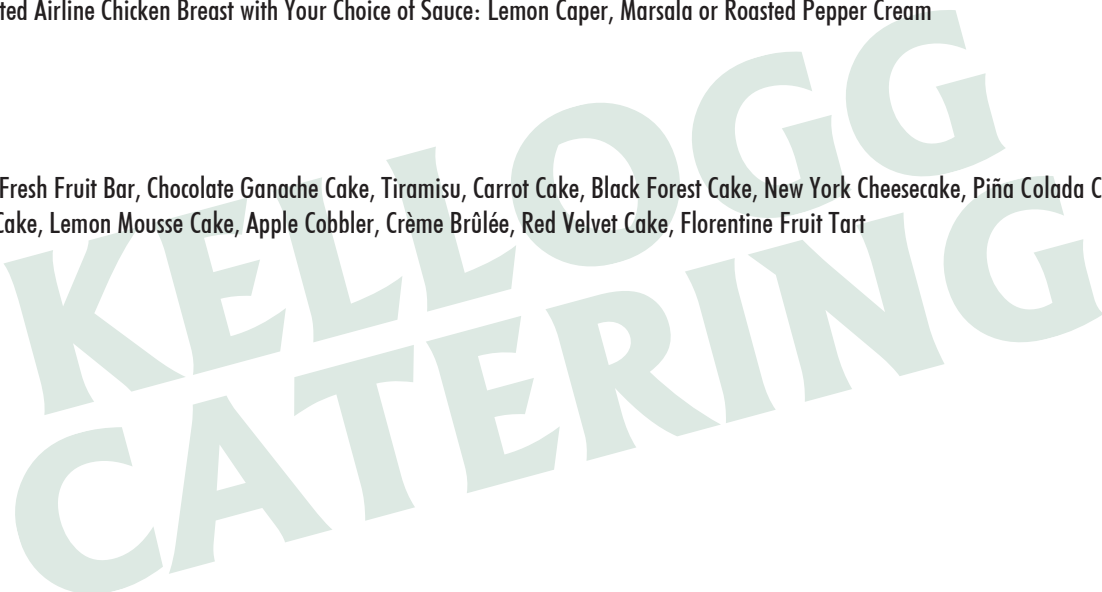 ted Airline Chicken Breast with Your Choice of Sauce: Lemon Caper, Marsala or Roasted Pepper Cream
Fresh Fruit Bar, Chocolate Ganache Cake, Tiramisu, Carrot Cake, Black Forest Cake, New York Cheesecake, Piña Colada C
Cake, Lemon Mousse Cake, Apple Cobbler, Crème Brûlée, Red Velvet Cake, Florentine Fruit Tart
KELLOGG
CATERING